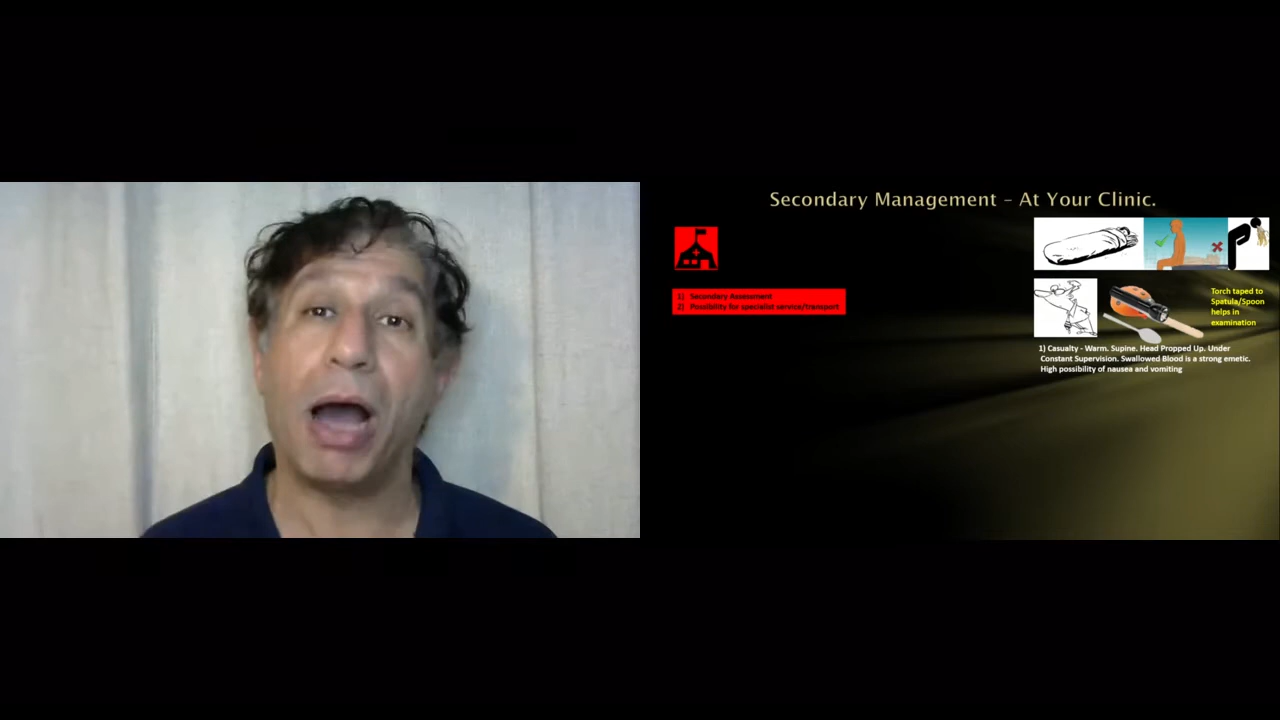 Secondary Management – At Your Clinic.
1) Secondary Assessment
2) Possibility for specialist service/transport
Torch taped to
Spatula/Spoon
helps in
examination
1) Casualty - Warm. Supine. Head Propped Up. Under
Constant Supervision. Swallowed Blood is a strong emetic.
High possibility of nausea and vomiting